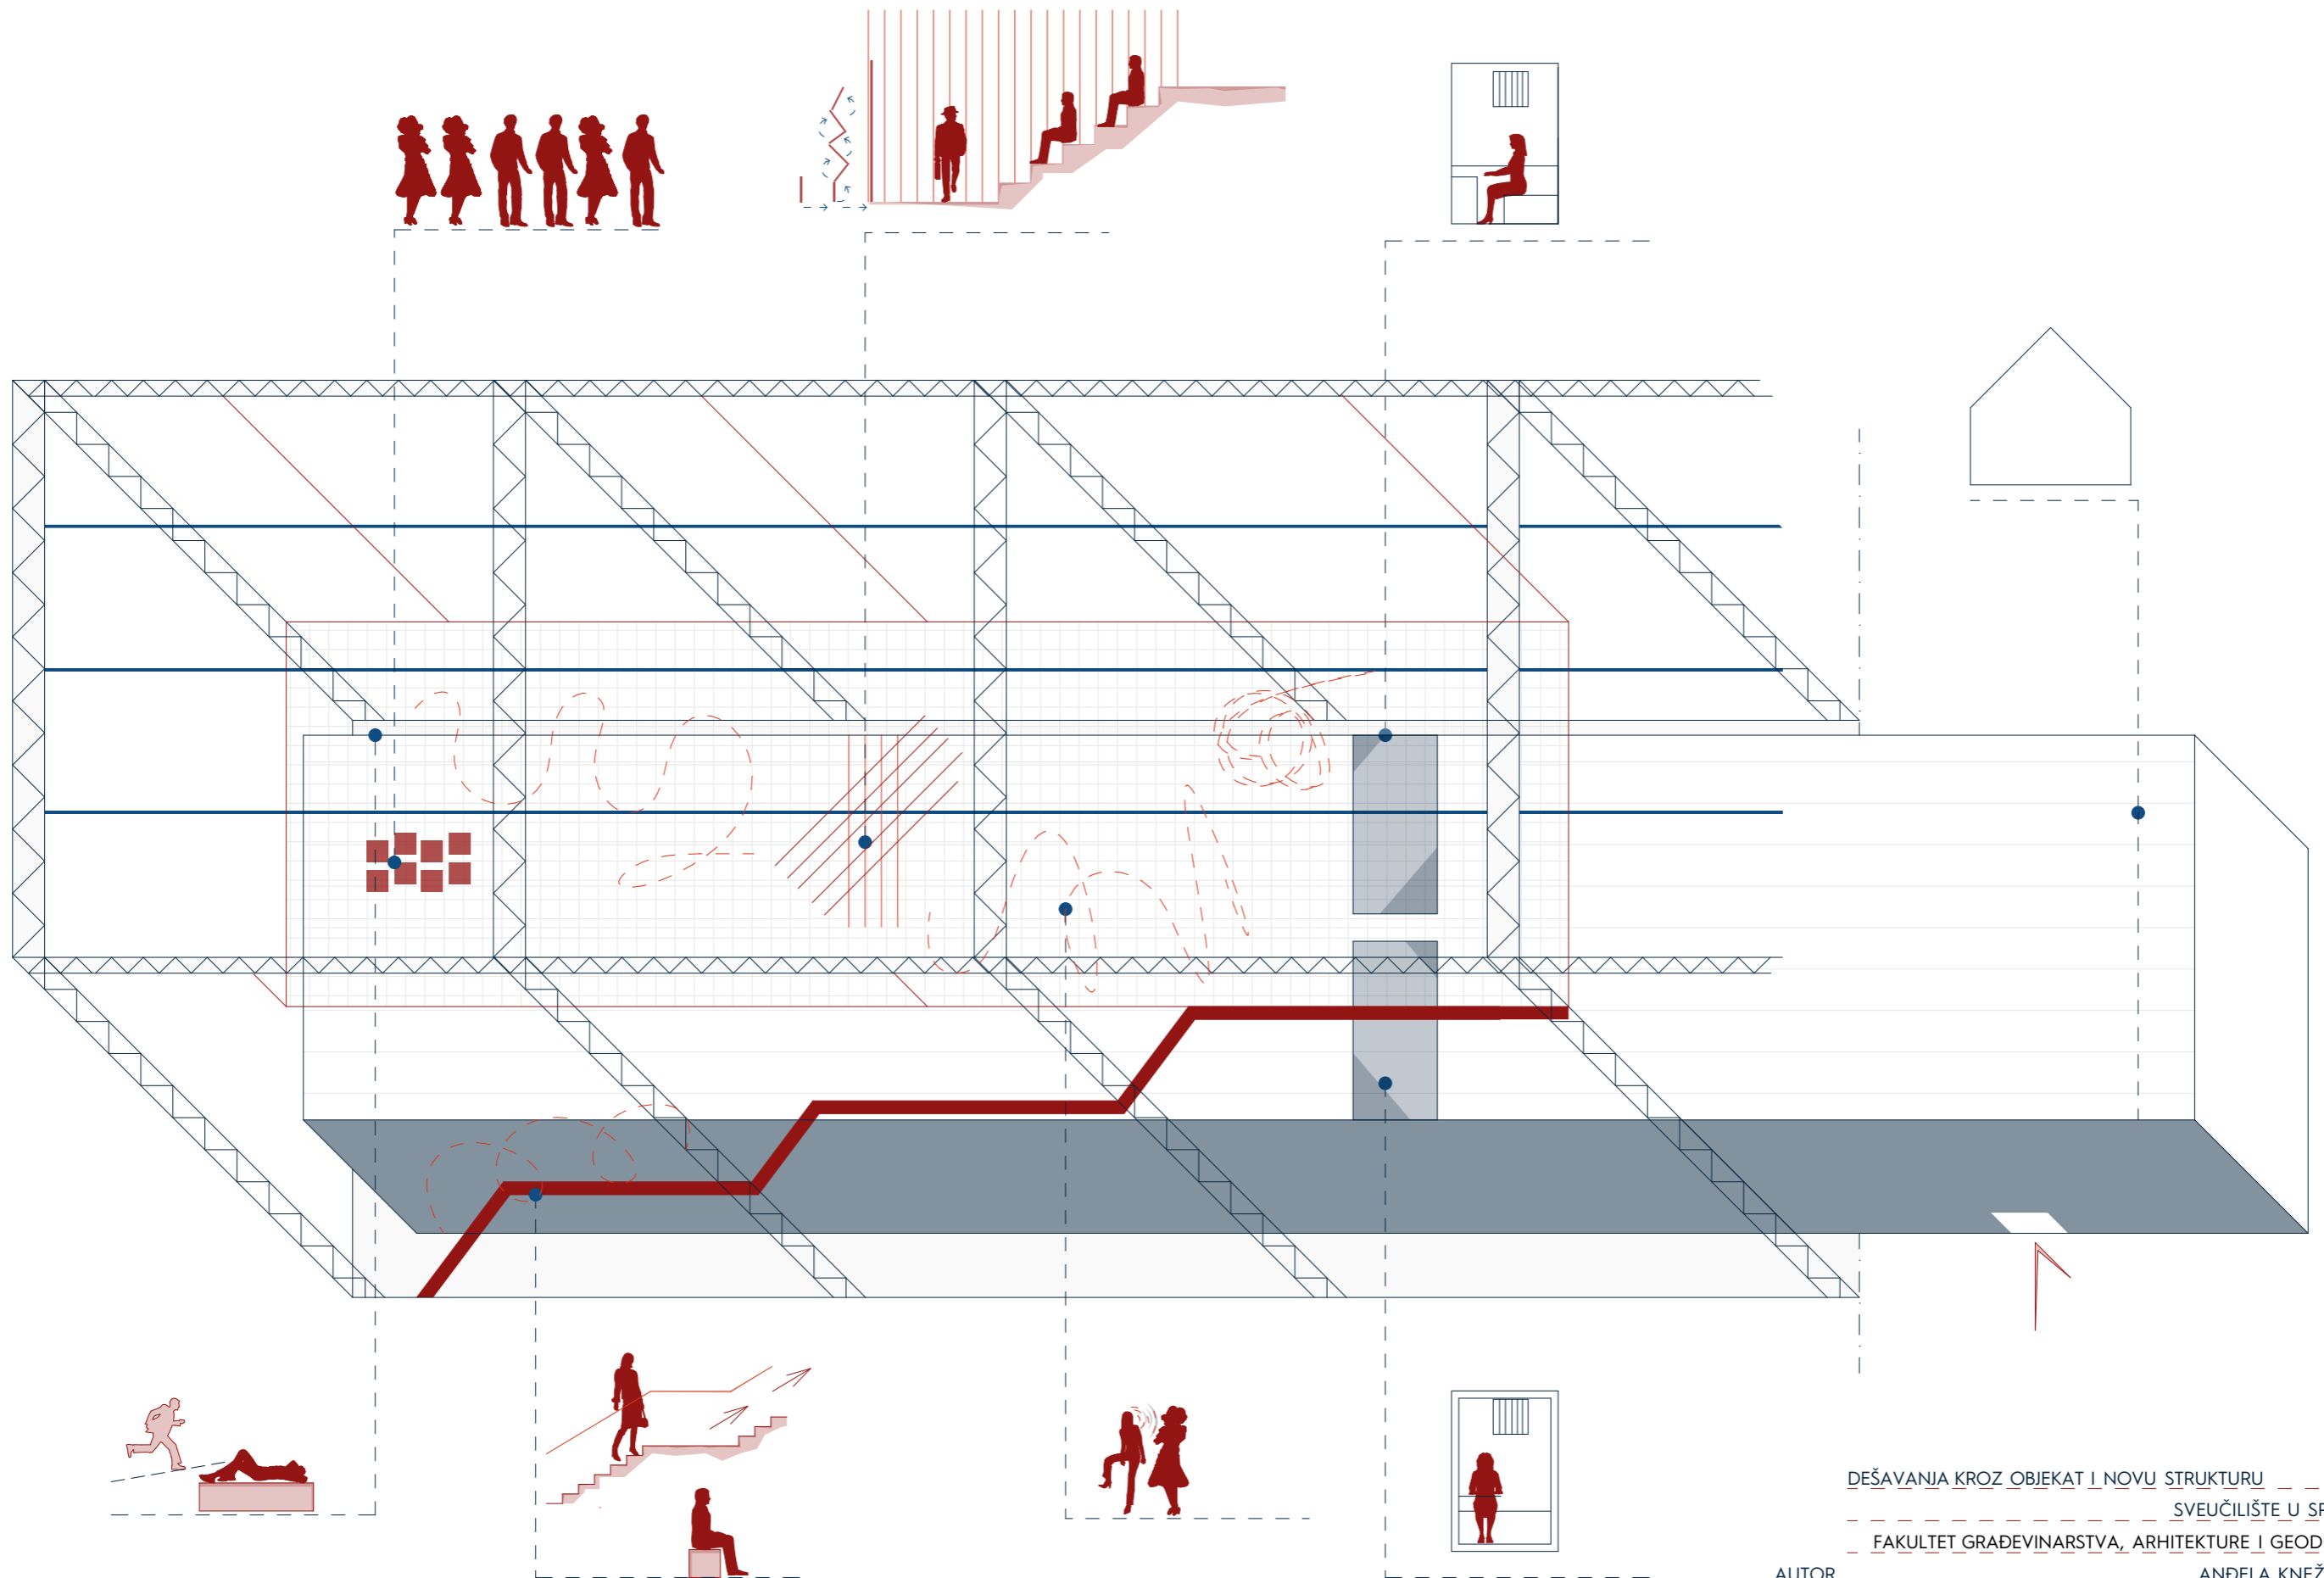 DEŠAVANJA KROZ OBJEKAT I NOVU STRUKTURU
SVEUČILIŠTE U
FAKULTET GRAĐEVINARSTVA, ARHITEKTURE I
AUTOR